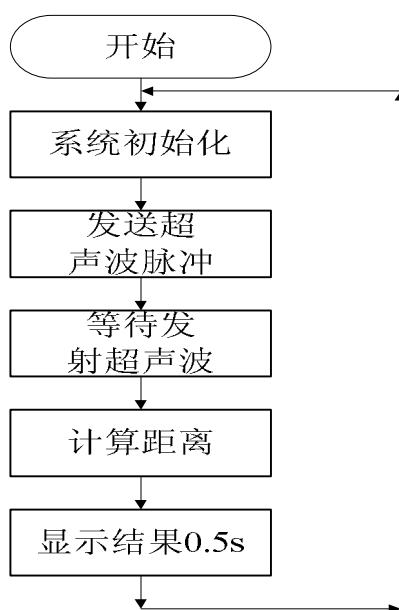 开始
系统初始化
发送超
声波脉冲
等待发
射超声波
计算距离
显示结果0.5s